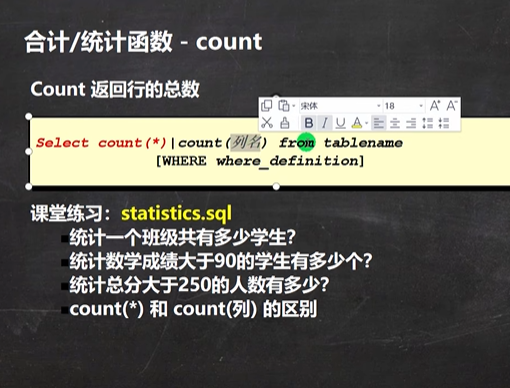 合计/统计函数 - count
Count 返回行的总数
宋体 18
B I U A
Select count(*)|count(列名) from tablename
[WHERE where_definition]
课堂练习：statistics.sql
统计一个班级共有多少学生？
统计数学成绩大于90的学生有多少个？
统计总分大于250的人数有多少？
count(*) 和 count(列) 的区别